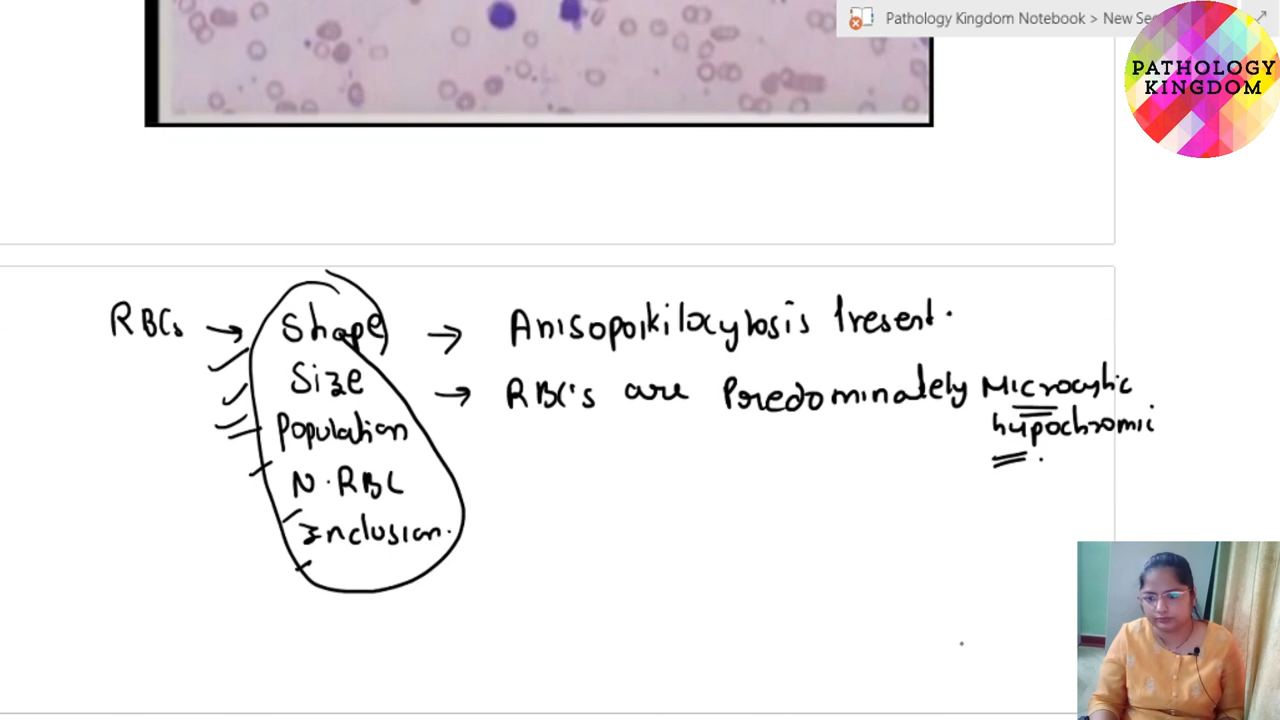 Pathology Kingdom Notebook > New Se
PATHOLOGY
KINGDOM
RBCs → Shape → Anisopoikilocytosis Present.
Size → RBC's are Predominately Microcytic
hypochromic.
Population
N.RBC
Inclusion.